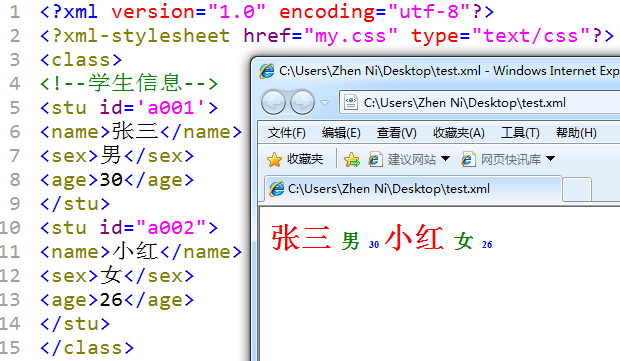 1 <?xml version="1.0" encoding="utf-8"?>
2 <?xml-stylesheet href="my.css" type="text/css"?>
3 <class>
4 <!--学生信息-->
5 <stu id='a001'>
6 <name>张三</name>
7 <sex>男</sex>
8 <age>30</age>
9 </stu>
10 <stu id="a002">
11 <name>小红</name>
12 <sex>女</sex>
13 <age>26</age>
14 </stu>
15 </class>
C:\Users\Zhen Ni\Desktop\test.xml - Windows Internet Exp
C:\Users\Zhen Ni\Desktop\test.xml
文件(F) 编辑(E) 查看(V) 收藏夹(A) 工具(T) 帮助(H)
收藏夹 建议网站 网页快讯库
C:\Users\Zhen Ni\Desktop\test.xml
张三 男 30 小红 女 26